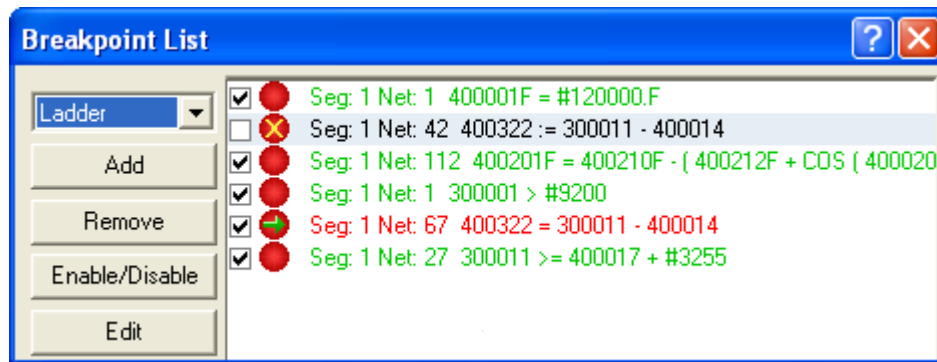 Breakpoint List
Ladder
Add
Remove
Enable/Disable
Edit
Seg: 1 Net: 1 400001F = #120000.F
Seg: 1 Net: 42 400322 := 300011 - 400014
Seg: 1 Net: 112 400201F = 400210F - ( 400212F + COS ( 400020
Seg: 1 Net: 1 300001 > #9200
Seg: 1 Net: 67 400322 = 300011 - 400014
Seg: 1 Net: 27 300011 >= 400017 + #3255